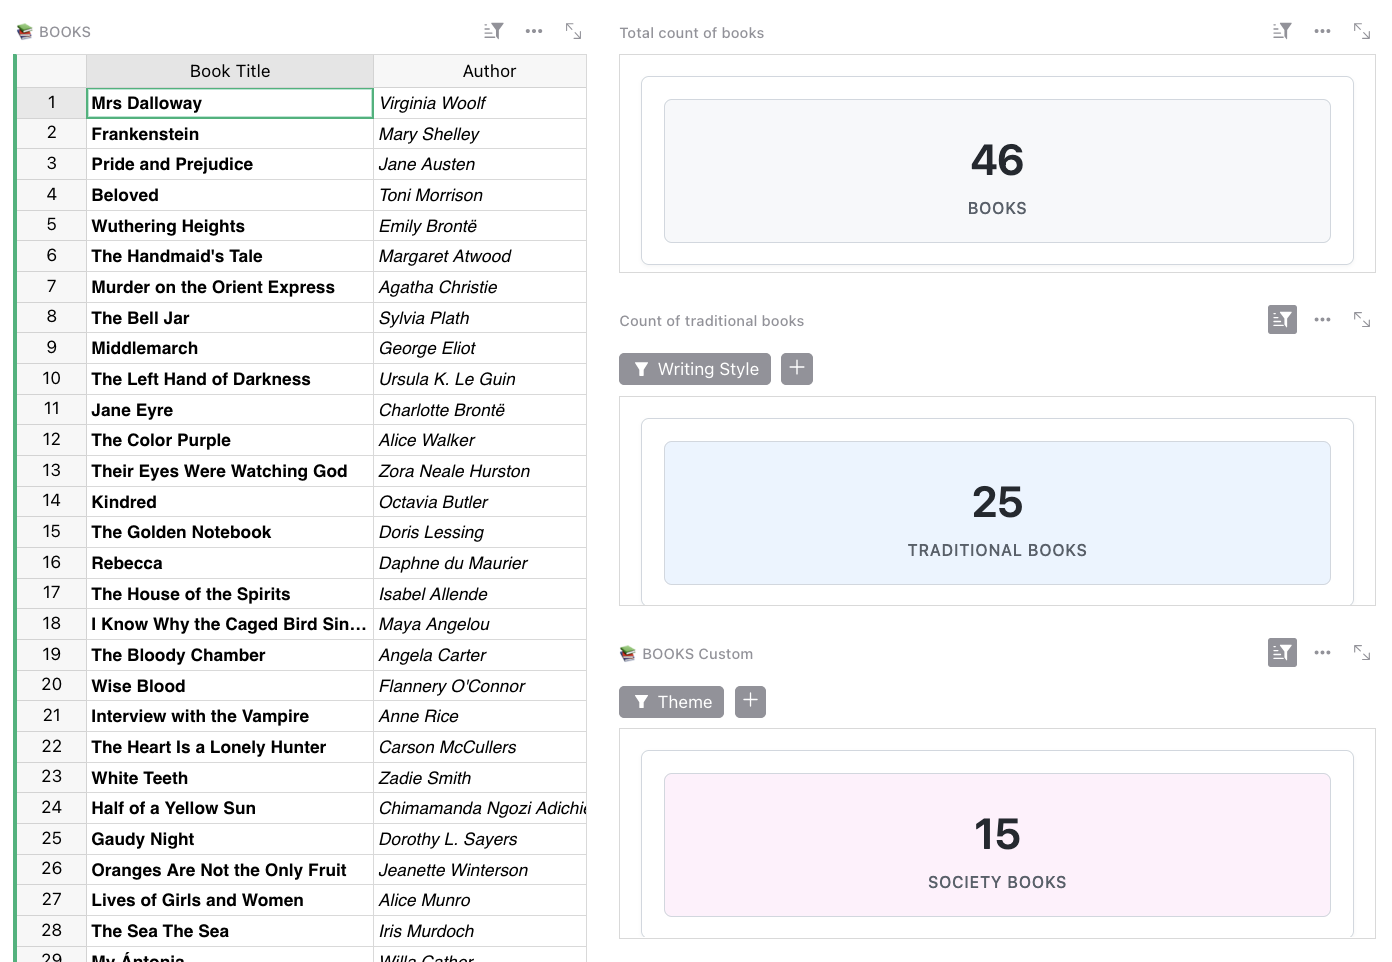 BOOKS
Book Title Author
1 Mrs Dalloway Virginia Woolf
2 Frankenstein Mary Shelley
3 Pride and Prejudice Jane Austen
4 Beloved Toni Morrison
5 Wuthering Heights Emily Brontë
6 The Handmaid's Tale Margaret Atwood
7 Murder on the Orient Express Agatha Christie
8 The Bell Jar Sylvia Plath
9 Middlemarch George Eliot
10 The Left Hand of Darkness Ursula K. Le Guin
11 Jane Eyre Charlotte Brontë
12 The Color Purple Alice Walker
13 Their Eyes Were Watching God Zora Neale Hurston
14 Kindred Octavia Butler
15 The Golden Notebook Doris Lessing
16 Rebecca Daphne du Maurier
17 The House of the Spirits Isabel Allende
18 I Know Why the Caged Bird Sin... Maya Angelou
19 The Bloody Chamber Angela Carter
20 Wise Blood Flannery O'Connor
21 Interview with the Vampire Anne Rice
22 The Heart Is a Lonely Hunter Carson McCullers
23 White Teeth Zadie Smith
24 Half of a Yellow Sun Chimamanda Ngozi Adichie
25 Gaudy Night Dorothy L. Sayers
26 Oranges Are Not the Only Fruit Jeanette Winterson
27 Lives of Girls and Women Alice Munro
28 The Sea The Sea Iris Murdoch
29 My Ántonia Willa Cather
Total count of books
46
BOOKS
Count of traditional books
Writing Style
25
TRADITIONAL BOOKS
BOOKS Custom
Theme
15
SOCIETY BOOKS